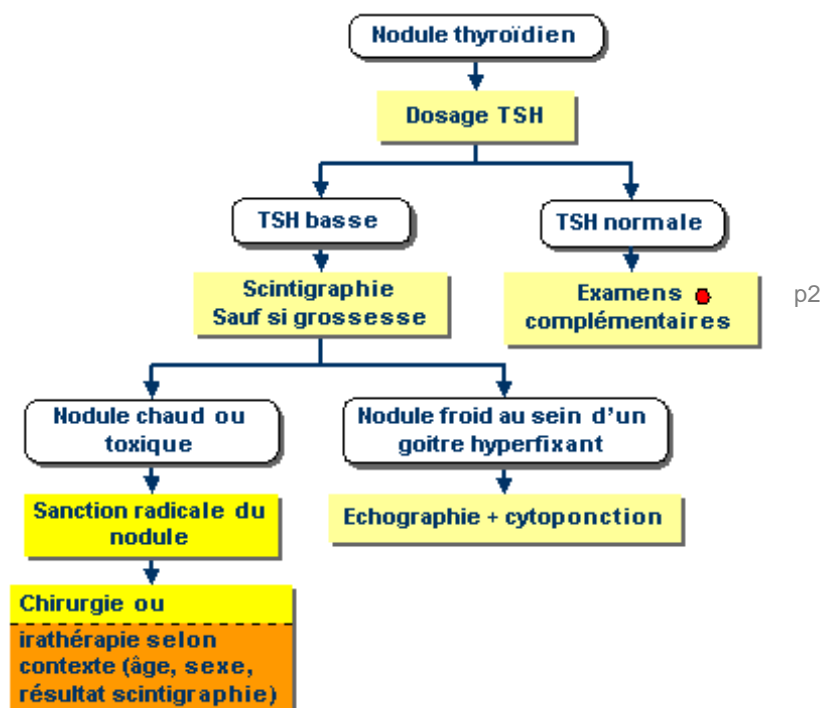 Nodule thyroïdien
Dosage TSH
TSH basse
TSH normale
Scintigraphie
Sauf si grossesse
Examens
complémentaires
p2
Nodule chaud ou
toxique
Nodule froid au sein d'un
goitre hyperfixant
Sanction radicale du
nodule
Echographie + cytoponction
Chirurgie ou
irathérapie selon
contexte (âge, sexe,
résultat scintigraphie)